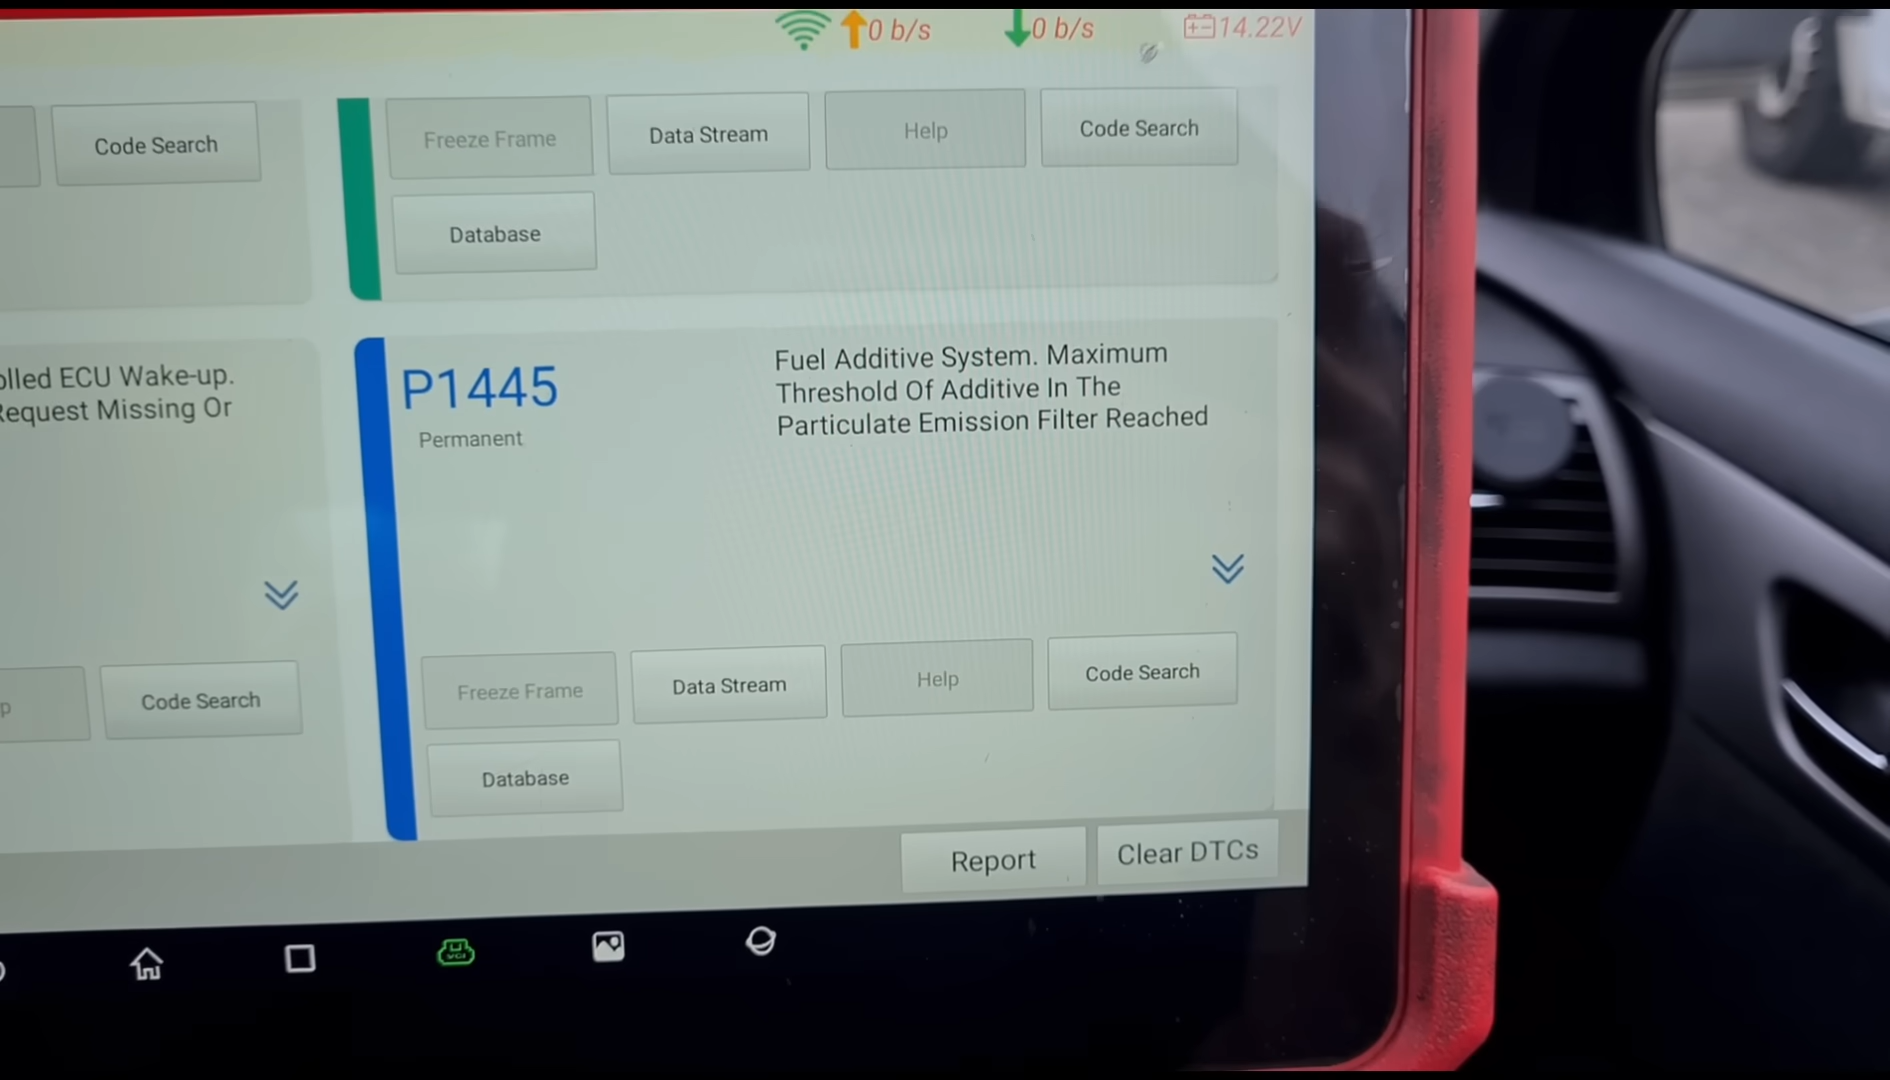 0 b/s
0 b/s
14.22V
Code Search
Freeze Frame
Data Stream
Help
Code Search
Database
ECU Wake-up.
Missing Or
Code Search
P1445
Permanent
Fuel Additive System. Maximum
Threshold Of Additive In The
Particulate Emission Filter Reached
Freeze Frame
Data Stream
Help
Code Search
Database
Report
Clear DTCs
VCI